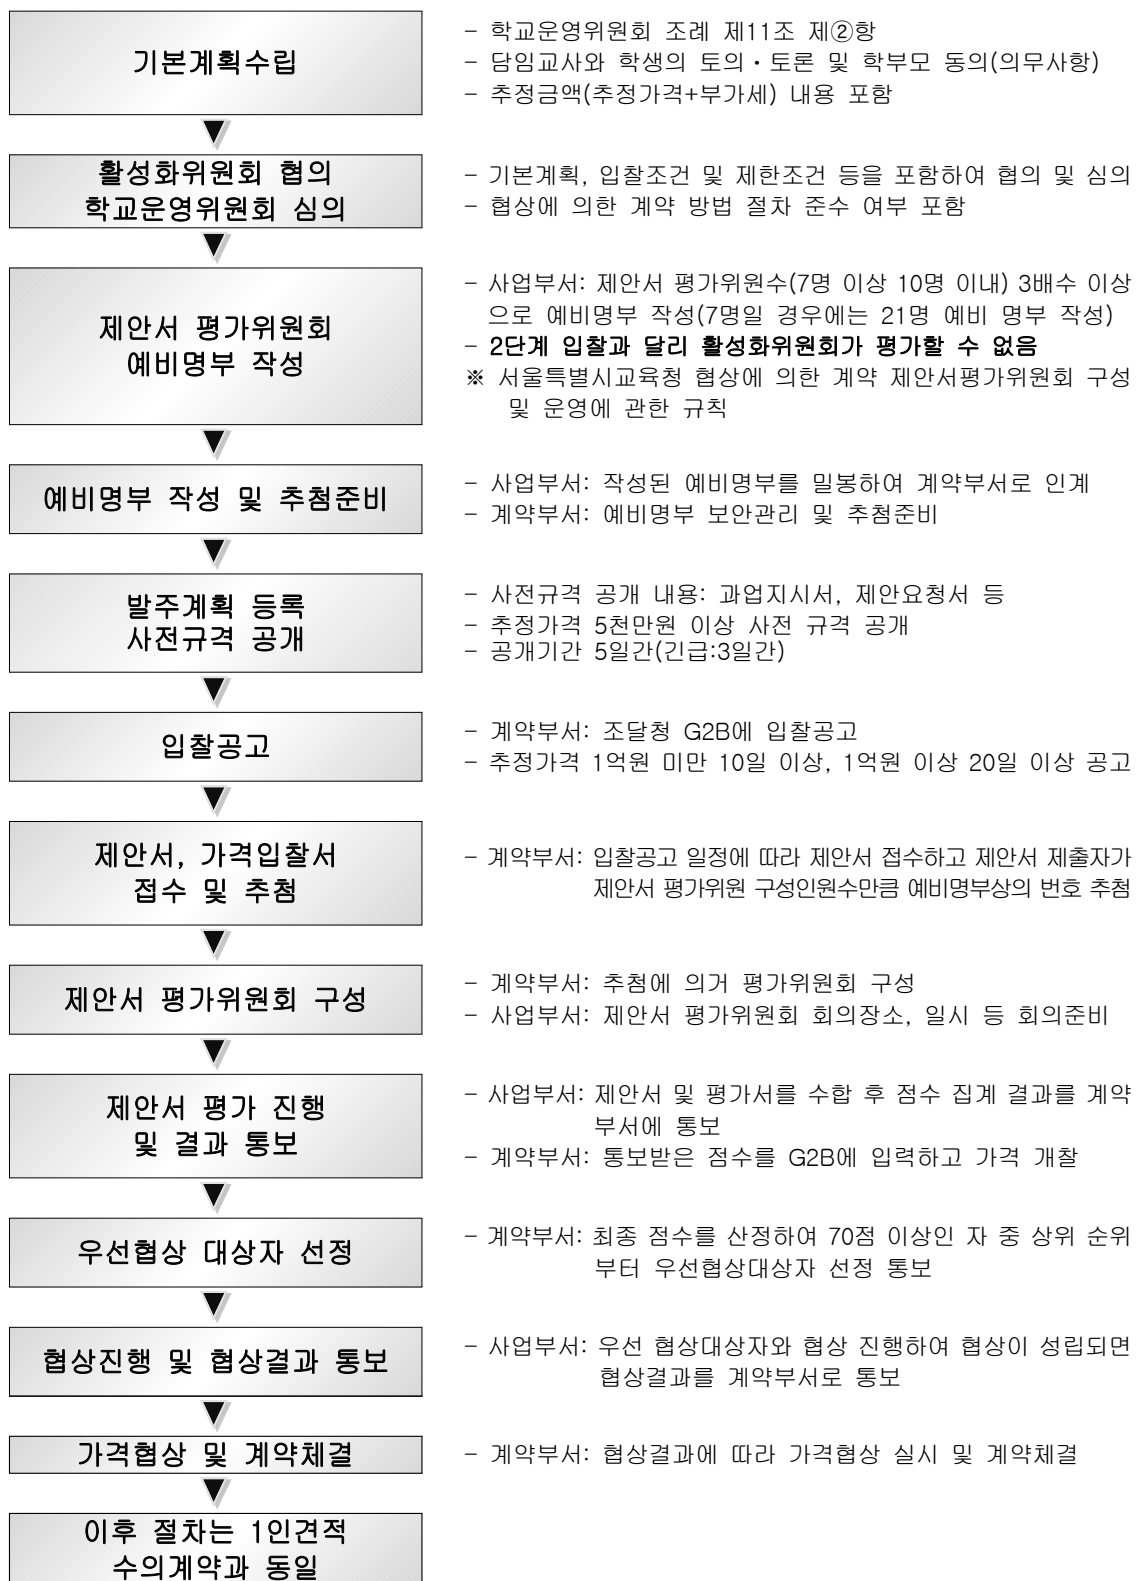 기본계획수립
- 학교운영위원회 조례 제11조 제②항
- 담임교사와 학생의 토의・토론 및 학부모 동의(의무사항)
- 추정금액(추정가격+부가세) 내용 포함
▼
활성화위원회 협의
학교운영위원회 심의
- 기본계획, 입찰조건 및 제한조건 등을 포함하여 협의 및 심의
- 협상에 의한 계약 방법 절차 준수 여부 포함
▼
제안서 평가위원회
예비명부 작성
- 사업부서: 제안서 평가위원수(7명 이상 10명 이내) 3배수 이상
으로 예비명부 작성(7명일 경우에는 21명 예비 명부 작성)
- 2단계 입찰과 달리 활성화위원회가 평가할 수 없음
※ 서울특별시교육청 협상에 의한 계약 제안서평가위원회 구성
및 운영에 관한 규칙
▼
예비명부 작성 및 추첨준비
- 사업부서: 작성된 예비명부를 밀봉하여 계약부서로 인계
- 계약부서: 예비명부 보안관리 및 추첨준비
▼
발주계획 등록
사전규격 공개
- 사전규격 공개 내용: 과업지시서, 제안요청서 등
- 추정가격 5천만원 이상 사전 규격 공개
- 공개기간 5일간(긴급:3일간)
▼
입찰공고
- 계약부서: 조달청 G2B에 입찰공고
- 추정가격 1억원 미만 10일 이상, 1억원 이상 20일 이상 공고
▼
제안서, 가격입찰서
접수 및 추첨
- 계약부서: 입찰공고 일정에 따라 제안서 접수하고 제안서 제출자가
제안서 평가위원 구성인원수만큼 예비명부상의 번호 추첨
▼
제안서 평가위원회 구성
- 계약부서: 추첨에 의거 평가위원회 구성
- 사업부서: 제안서 평가위원회 회의장소, 일시 등 회의준비
▼
제안서 평가 진행
및 결과 통보
- 사업부서: 제안서 및 평가서를 수합 후 점수 집계 결과를 계약
부서에 통보
- 계약부서: 통보받은 점수를 G2B에 입력하고 가격 개찰
▼
우선협상 대상자 선정
- 계약부서: 최종 점수를 산정하여 70점 이상인 자 중 상위 순위
부터 우선협상대상자 선정 통보
▼
협상진행 및 협상결과 통보
- 사업부서: 우선 협상대상자와 협상 진행하여 협상이 성립되면
협상결과를 계약부서로 통보
▼
가격협상 및 계약체결
- 계약부서: 협상결과에 따라 가격협상 실시 및 계약체결
▼
이후 절차는 1인견적
수의계약과 동일